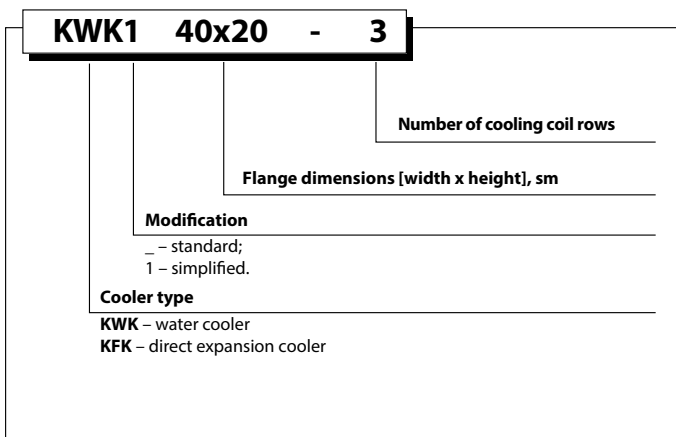 KWK1 40x20 - 3
Number of cooling coil rows
Flange dimensions [width x height], sm
Modification
_ – standard;
1 – simplified.
Cooler type
KWK – water cooler
KFK – direct expansion cooler